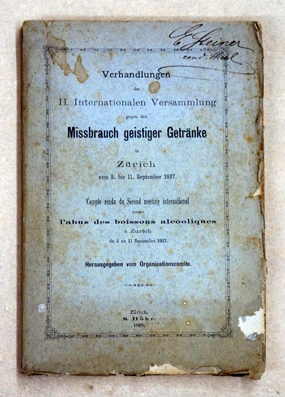 E. Steiner
Verhandlungen
der
II. Internationalen Versammlung
gegen den
Missbrauch geistiger Getränke
in
Zürich
vom 8. bis 11. September 1887.
Compte rendu du Second meeting international
contre
l'abus des boissons alcooliques
à Zurich
du 8 au 11 Septembre 1887.
Herausgegeben vom Organisationscomite.
Zürich.
S. Höhr.